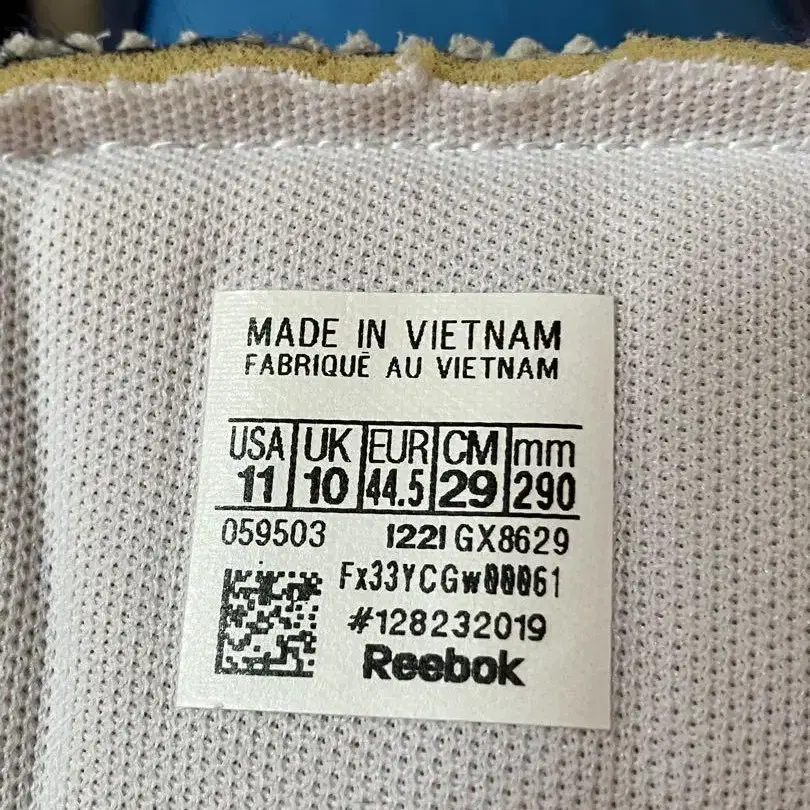 MADE IN VIETNAM
FABRIQUÉ AU VIETNAM
USA UK EUR CM mm
11 10 44.5 29 290
059503 1221 GX8629
Fx33YCGw00061
#128232019
Reebok